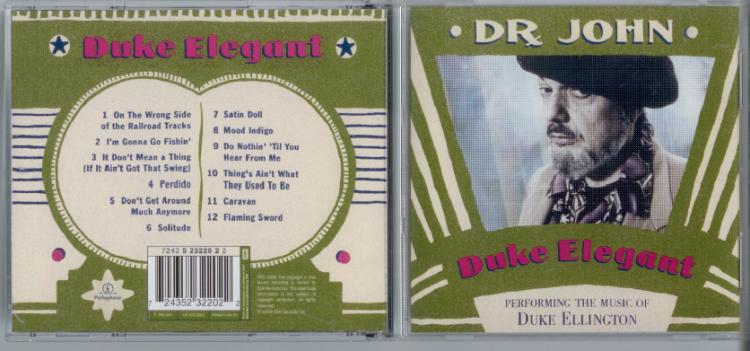 Duke Elegant
1 On The Wrong Side
of the Railroad Tracks
2 I'm Gonna Go Fishin'
3 It Don't Mean a Thing
(If It Ain't Got That Swing)
4 Perdido
5 Don't Get Around
Much Anymore
6 Solitude
7 Satin Doll
8 Mood Indigo
9 Do Nothin' 'Til You
Hear From Me
10 Thing's Ain't What
They Used To Be
11 Caravan
12 Flaming Sword
7243 5 23220 2 2
7 24352 32202 2
Parlophone
DR JOHN
Duke Elegant
PERFORMING THE MUSIC OF
DUKE ELLINGTON